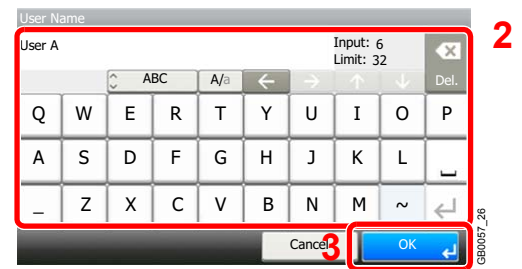 User Name
User A
Input: 6
Limit: 32
2
ABC A/a ← → ↑ ↓ Del.
Q W E R T Y U I O P
A S D F G H J K L
_ Z X C V B N M ~
Cancel 3 OK
GB0057_26